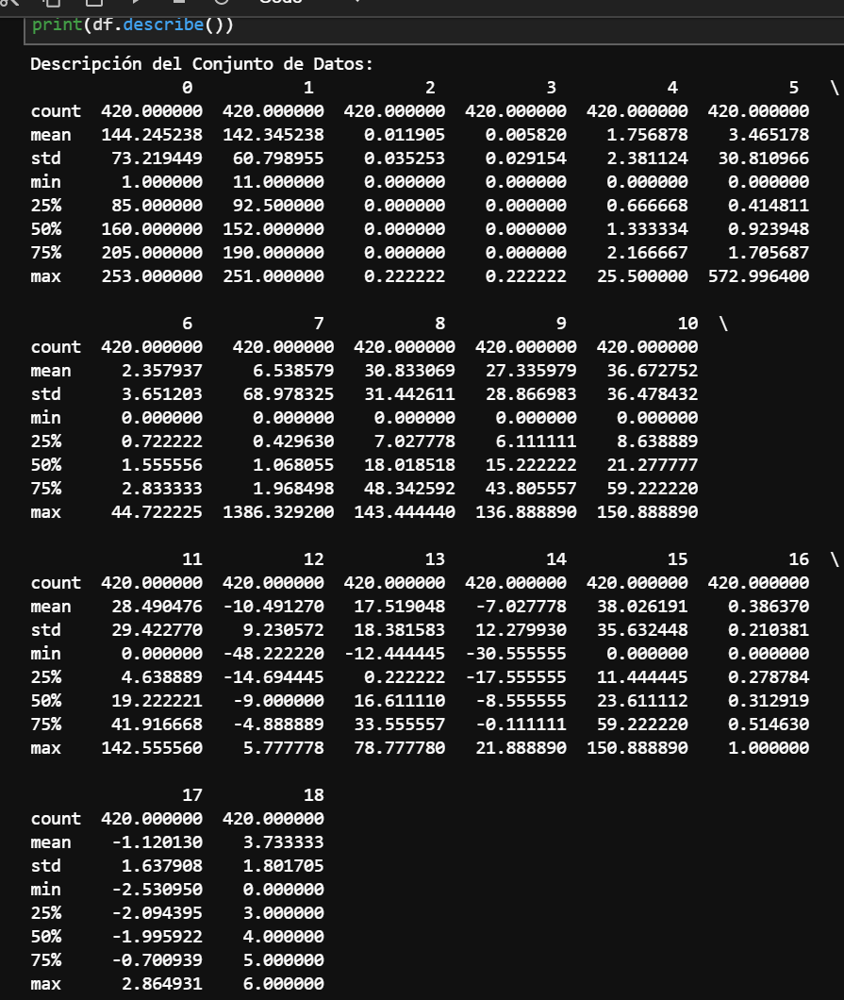 print(df.describe())
Descripción del Conjunto de Datos:
0 1 2 3 4 5 \
count 420.000000 420.000000 420.000000 420.000000 420.000000 420.000000
mean 144.245238 142.345238 0.011905 0.005820 1.756878 3.465178
std 73.219449 60.798955 0.035253 0.029154 2.381124 30.810966
min 1.000000 11.000000 0.000000 0.000000 0.000000 0.000000
25% 85.000000 92.500000 0.000000 0.000000 0.666668 0.414811
50% 160.000000 152.000000 0.000000 0.000000 1.333334 0.923948
75% 205.000000 190.000000 0.000000 0.000000 2.166667 1.705687
max 253.000000 251.000000 0.222222 0.222222 25.500000 572.996400
6 7 8 9 10 \
count 420.000000 420.000000 420.000000 420.000000 420.000000
mean 2.357937 6.538579 30.833069 27.335979 36.672752
std 3.651203 68.978325 31.442611 28.866983 36.478432
min 0.000000 0.000000 0.000000 0.000000 0.000000
25% 0.722222 0.429630 7.027778 6.111111 8.638889
50% 1.555556 1.068055 18.018518 15.222222 21.277777
75% 2.833333 1.968498 48.342592 43.805557 59.222220
max 44.722225 1386.329200 143.444440 136.888890 150.888890
11 12 13 14 15 16 \
count 420.000000 420.000000 420.000000 420.000000 420.000000 420.000000
mean 28.490476 -10.491270 17.519048 -7.027778 38.026191 0.386370
std 29.422770 9.230572 18.381583 12.279930 35.632448 0.210381
min 0.000000 -48.222220 -12.444445 -30.555555 0.000000 0.000000
25% 4.638889 -14.694445 0.222222 -17.555555 11.444445 0.278784
50% 19.222221 -9.000000 16.611110 -8.555555 23.611112 0.312919
75% 41.916668 -4.888889 33.555557 -0.111111 59.222220 0.514630
max 142.555560 5.777778 78.777780 21.888890 150.888890 1.000000
17 18
count 420.000000 420.000000
mean -1.120130 3.733333
std 1.637908 1.801705
min -2.530950 0.000000
25% -2.094395 3.000000
50% -1.995922 4.000000
75% -0.700939 5.000000
max 2.864931 6.000000